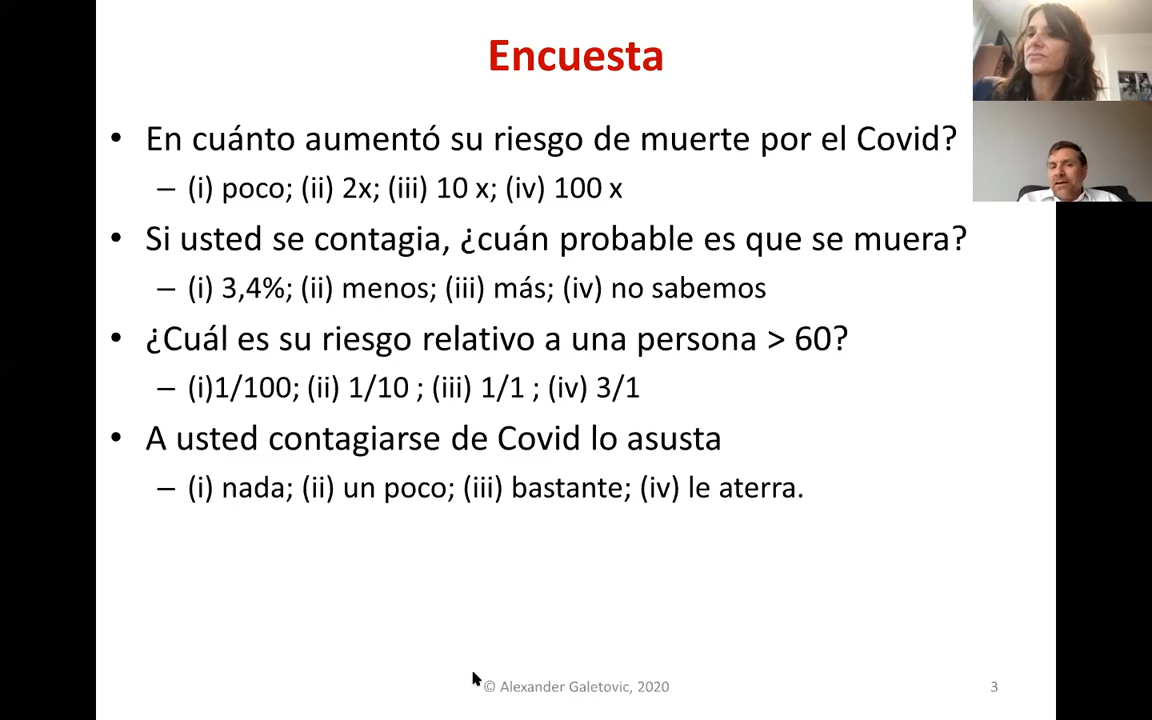 Encuesta
• En cuánto aumentó su riesgo de muerte por el Covid?
– (i) poco; (ii) 2x; (iii) 10 x; (iv) 100 x
• Si usted se contagia, ¿cuán probable es que se muera?
– (i) 3,4%; (ii) menos; (iii) más; (iv) no sabemos
• ¿Cuál es su riesgo relativo a una persona > 60?
– (i)1/100; (ii) 1/10 ; (iii) 1/1 ; (iv) 3/1
• A usted contagiarse de Covid lo asusta
– (i) nada; (ii) un poco; (iii) bastante; (iv) le aterra.
© Alexander Galetovic, 2020
3